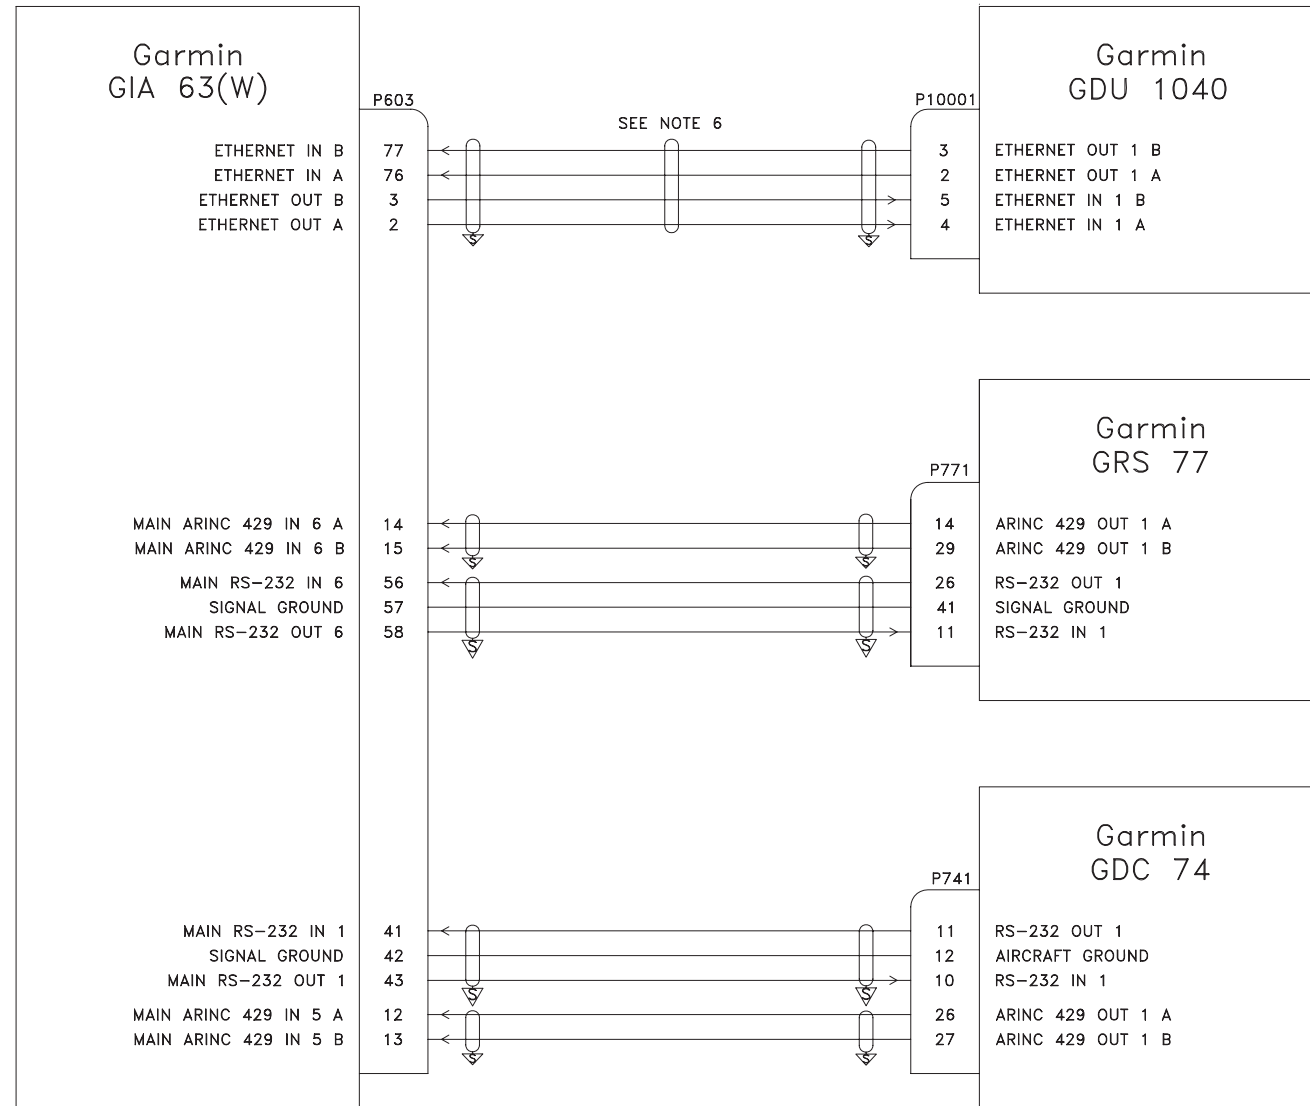 Garmin
GIA 63(W)
Garmin
GDU 1040
P603
P10001
SEE NOTE 6
ETHERNET IN B 77 3 ETHERNET OUT 1 B
ETHERNET IN A 76 2 ETHERNET OUT 1 A
ETHERNET OUT B 3 5 ETHERNET IN 1 B
ETHERNET OUT A 2 4 ETHERNET IN 1 A
S S
Garmin
GRS 77
P771
MAIN ARINC 429 IN 6 A 14 14 ARINC 429 OUT 1 A
MAIN ARINC 429 IN 6 B 15 29 ARINC 429 OUT 1 B
S S
MAIN RS-232 IN 6 56 26 RS-232 OUT 1
SIGNAL GROUND 57 41 SIGNAL GROUND
MAIN RS-232 OUT 6 58 11 RS-232 IN 1
S S
Garmin
GDC 74
P741
MAIN RS-232 IN 1 41 11 RS-232 OUT 1
SIGNAL GROUND 42 12 AIRCRAFT GROUND
MAIN RS-232 OUT 1 43 10 RS-232 IN 1
S S
MAIN ARINC 429 IN 5 A 12 26 ARINC 429 OUT 1 A
MAIN ARINC 429 IN 5 B 13 27 ARINC 429 OUT 1 B
S S